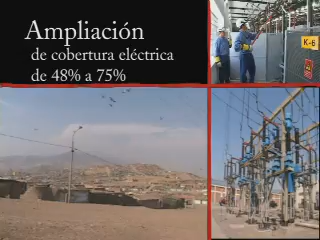 Ampliación
de cobertura eléctrica
de 48% a 75%
K-6